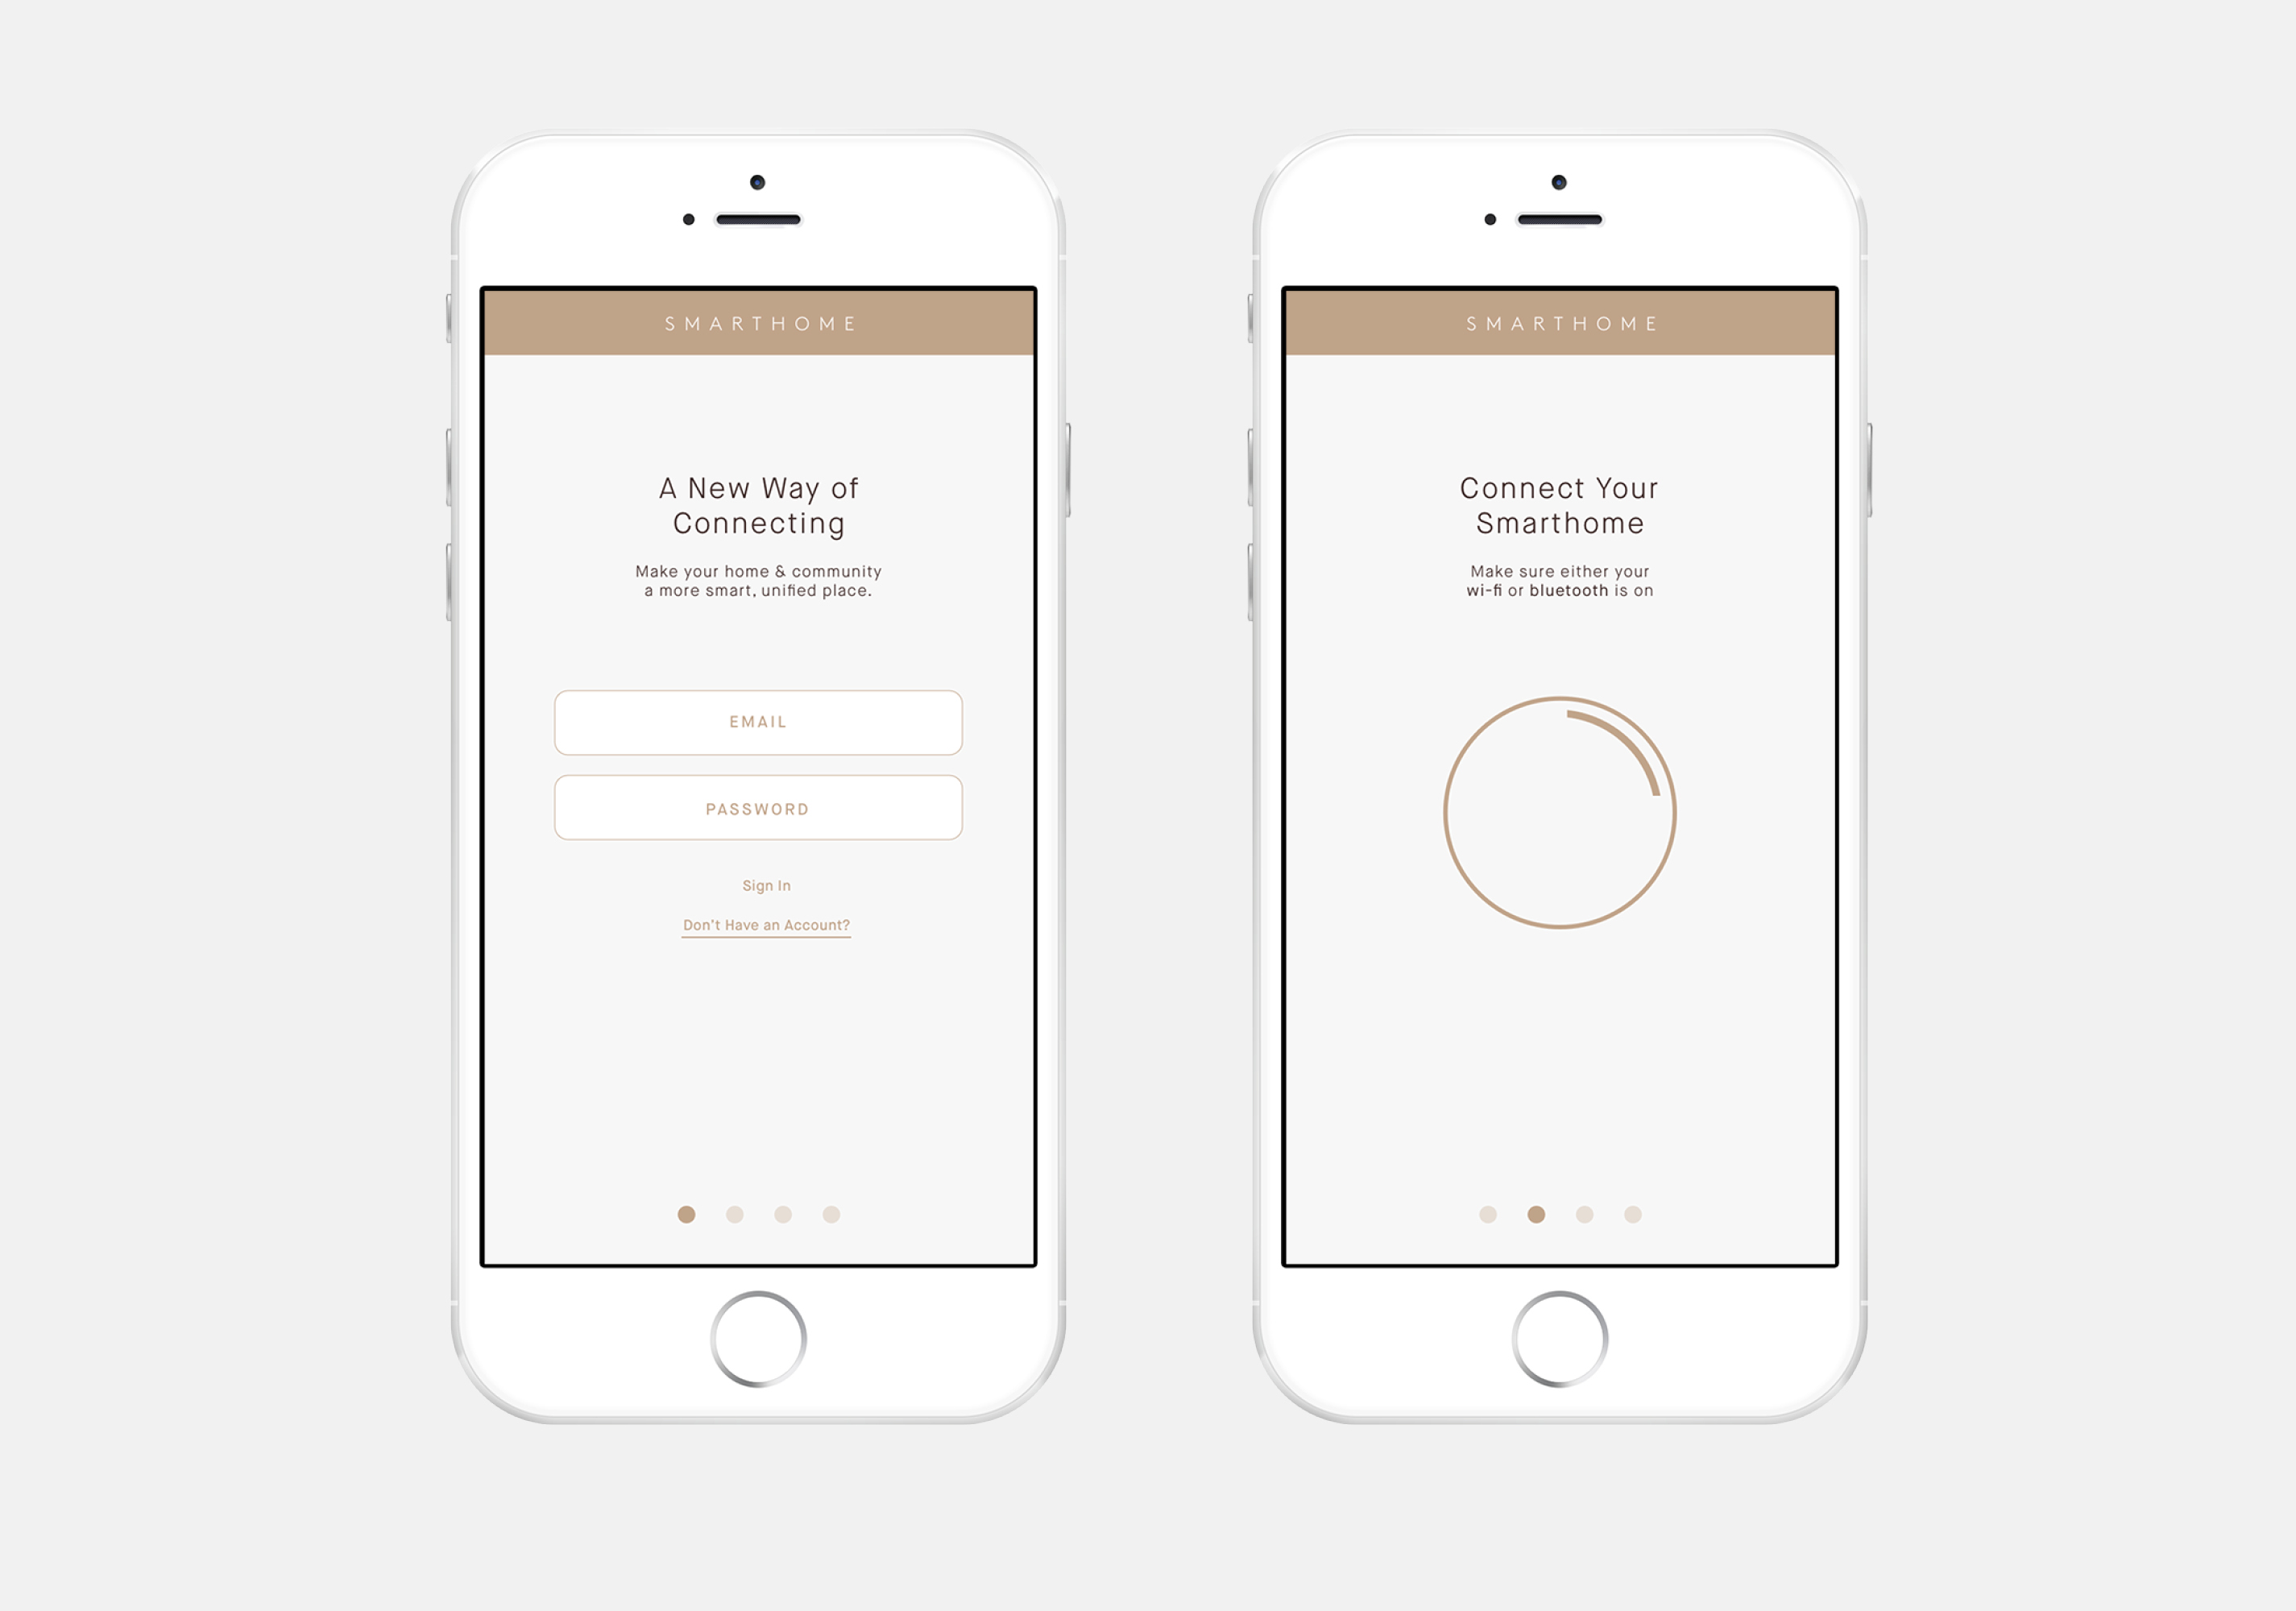 SMARTHOME
A New Way of
Connecting
Make your home & community
a more smart, unified place.
EMAIL
PASSWORD
Sign In
Don't Have an Account?
SMARTHOME
Connect Your
Smarthome
Make sure either your
wi-fi or bluetooth is on